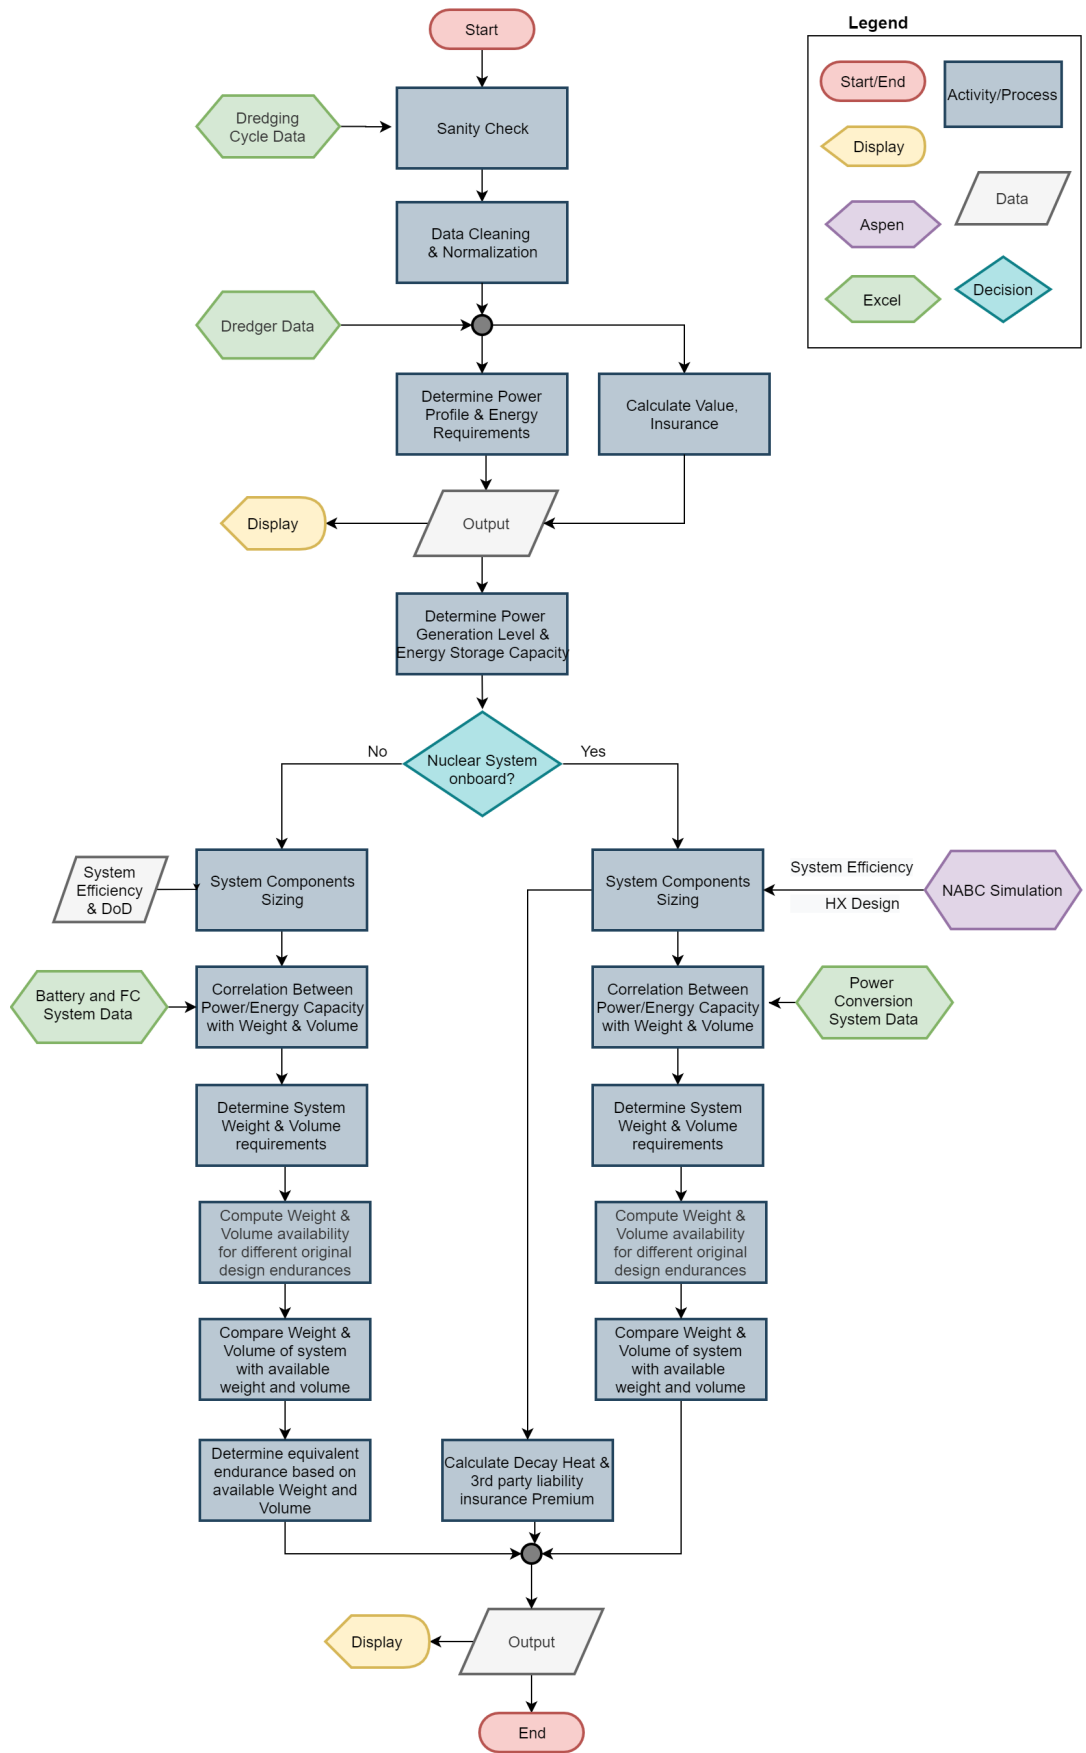 Start
Legend
Start/End
Activity/Process
Display
Data
Aspen
Decision
Excel
Dredging
Cycle Data
Sanity Check
Data Cleaning
& Normalization
Dredger Data
Determine Power
Profile & Energy
Requirements
Calculate Value,
Insurance
Display
Output
Determine Power
Generation Level &
Energy Storage Capacity
Nuclear System
onboard?
No
Yes
System
Efficiency
& DoD
System Components
Sizing
System Components
Sizing
System Efficiency
HX Design
NABC Simulation
Battery and FC
System Data
Correlation Between
Power/Energy Capacity
with Weight & Volume
Correlation Between
Power/Energy Capacity
with Weight & Volume
Power
Conversion
System Data
Determine System
Weight & Volume
requirements
Determine System
Weight & Volume
requirements
Compute Weight &
Volume availability
for different original
design endurances
Compute Weight &
Volume availability
for different original
design endurances
Compare Weight &
Volume of system
with available
weight and volume
Compare Weight &
Volume of system
with available
weight and volume
Determine equivalent
endurance based on
available Weight and
Volume
Calculate Decay Heat &
3rd party liability
insurance Premium
Display
Output
End